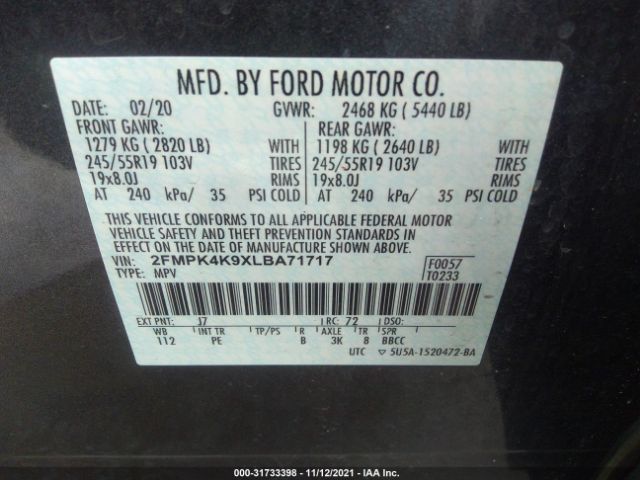 MFD. BY FORD MOTOR CO.
DATE: 02/20 GVWR: 2468 KG ( 5440 LB)
FRONT GAWR: REAR GAWR:
1279 KG ( 2820 LB) WITH 1198 KG ( 2640 LB) WITH
245/55R19 103V TIRES 245/55R19 103V TIRES
19x8.0J RIMS 19x8.0J RIMS
AT 240 kPa/ 35 PSI COLD AT 240 kPa/ 35 PSI COLD
THIS VEHICLE CONFORMS TO ALL APPLICABLE FEDERAL MOTOR
VEHICLE SAFETY AND THEFT PREVENTION STANDARDS IN
EFFECT ON THE DATE OF MANUFACTURE SHOWN ABOVE.
VIN: 2FMPK4K9XLBA71717 F0057
TYPE: MPV T0233
EXT PNT: J7 RC: 72 DSO:
WB INT TR TP/PS R AXLE TR SPR
112 PE B 3K 8 BBCC
UTC ▽ 5U5A-1520472-BA
000-31733398 - 11/12/2021 - IAA Inc.